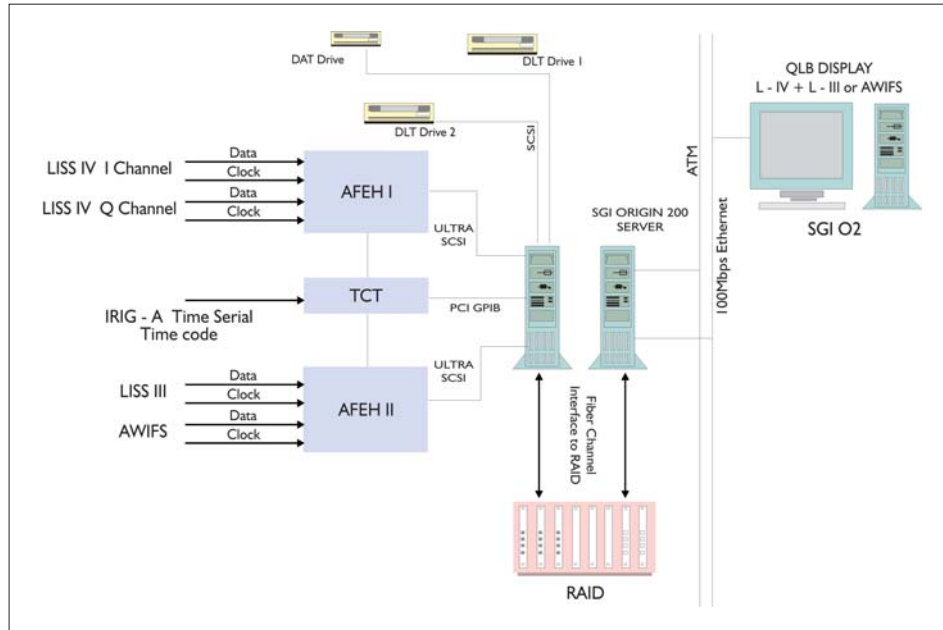 DAT Drive
DLT Drive 1
DLT Drive 2
SCSI
QLB DISPLAY
L - IV + L - III or AWIFS
SGI O2
ATM
100Mbps Ethernet
LISS IV I Channel
Data
Clock
LISS IV Q Channel
Data
Clock
AFEH I
ULTRA
SCSI
SGI ORIGIN 200
SERVER
TCT
PCI GPIB
IRIG - A Time Serial
Time code
LISS III
Data
Clock
AWIFS
Data
Clock
AFEH II
ULTRA
SCSI
Fiber Channel
Interface to
RAID
RAID